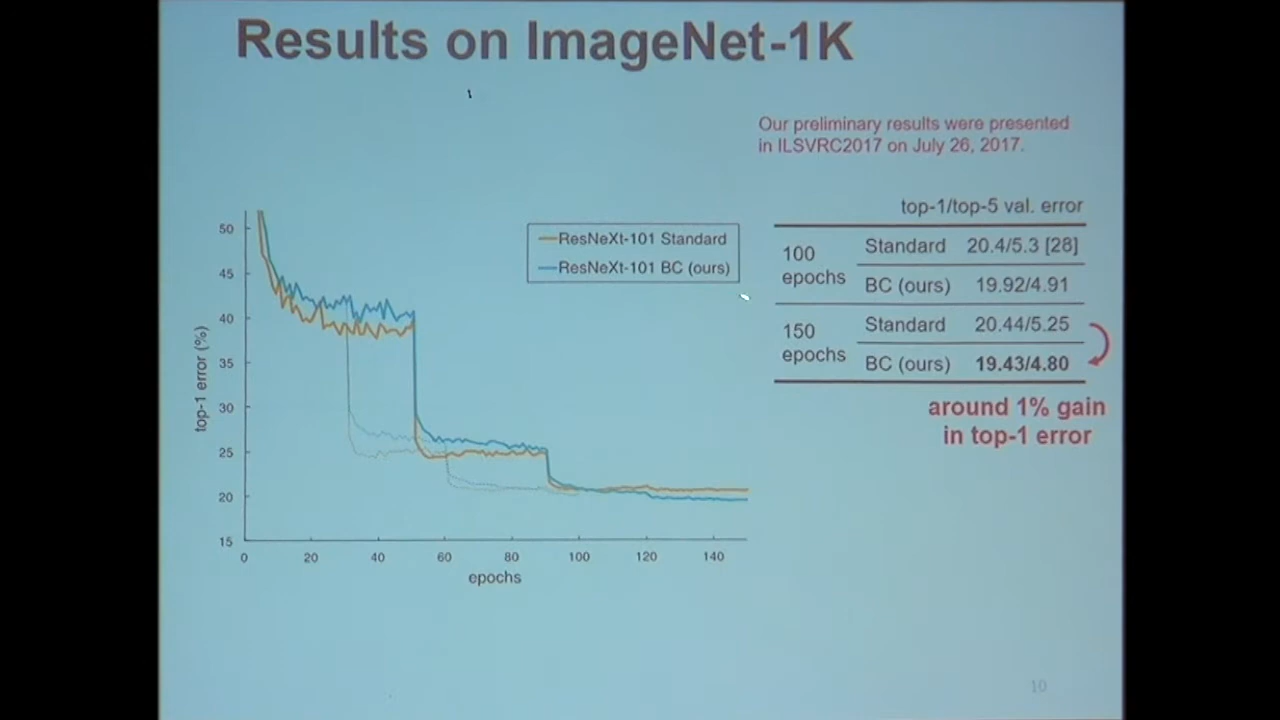 Results on ImageNet-1K
Our preliminary results were presented
in ILSVRC2017 on July 26, 2017.
top-1/top-5 val. error
100 epochs
Standard 20.4/5.3 [28]
BC (ours) 19.92/4.91
150 epochs
Standard 20.44/5.25
BC (ours) 19.43/4.80
around 1% gain
in top-1 error
ResNeXt-101 Standard
ResNeXt-101 BC (ours)
top-1 error (%)
50
45
40
35
30
25
20
15
0 20 40 60 80 100 120 140
epochs
10